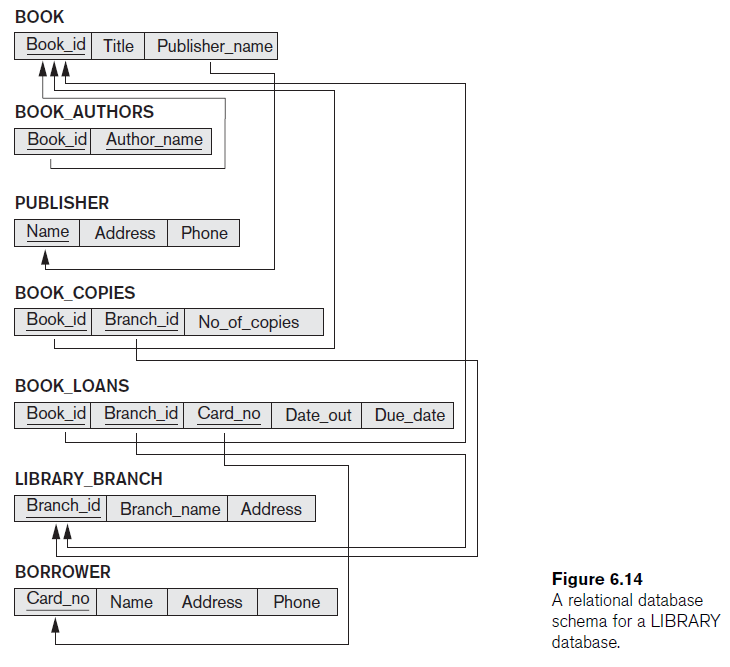 BOOK
Book_id Title Publisher_name
BOOK_AUTHORS
Book_id Author_name
PUBLISHER
Name Address Phone
BOOK_COPIES
Book_id Branch_id No_of_copies
BOOK_LOANS
Book_id Branch_id Card_no Date_out Due_date
LIBRARY_BRANCH
Branch_id Branch_name Address
BORROWER
Card_no Name Address Phone
Figure 6.14
A relational database
schema for a LIBRARY
database.